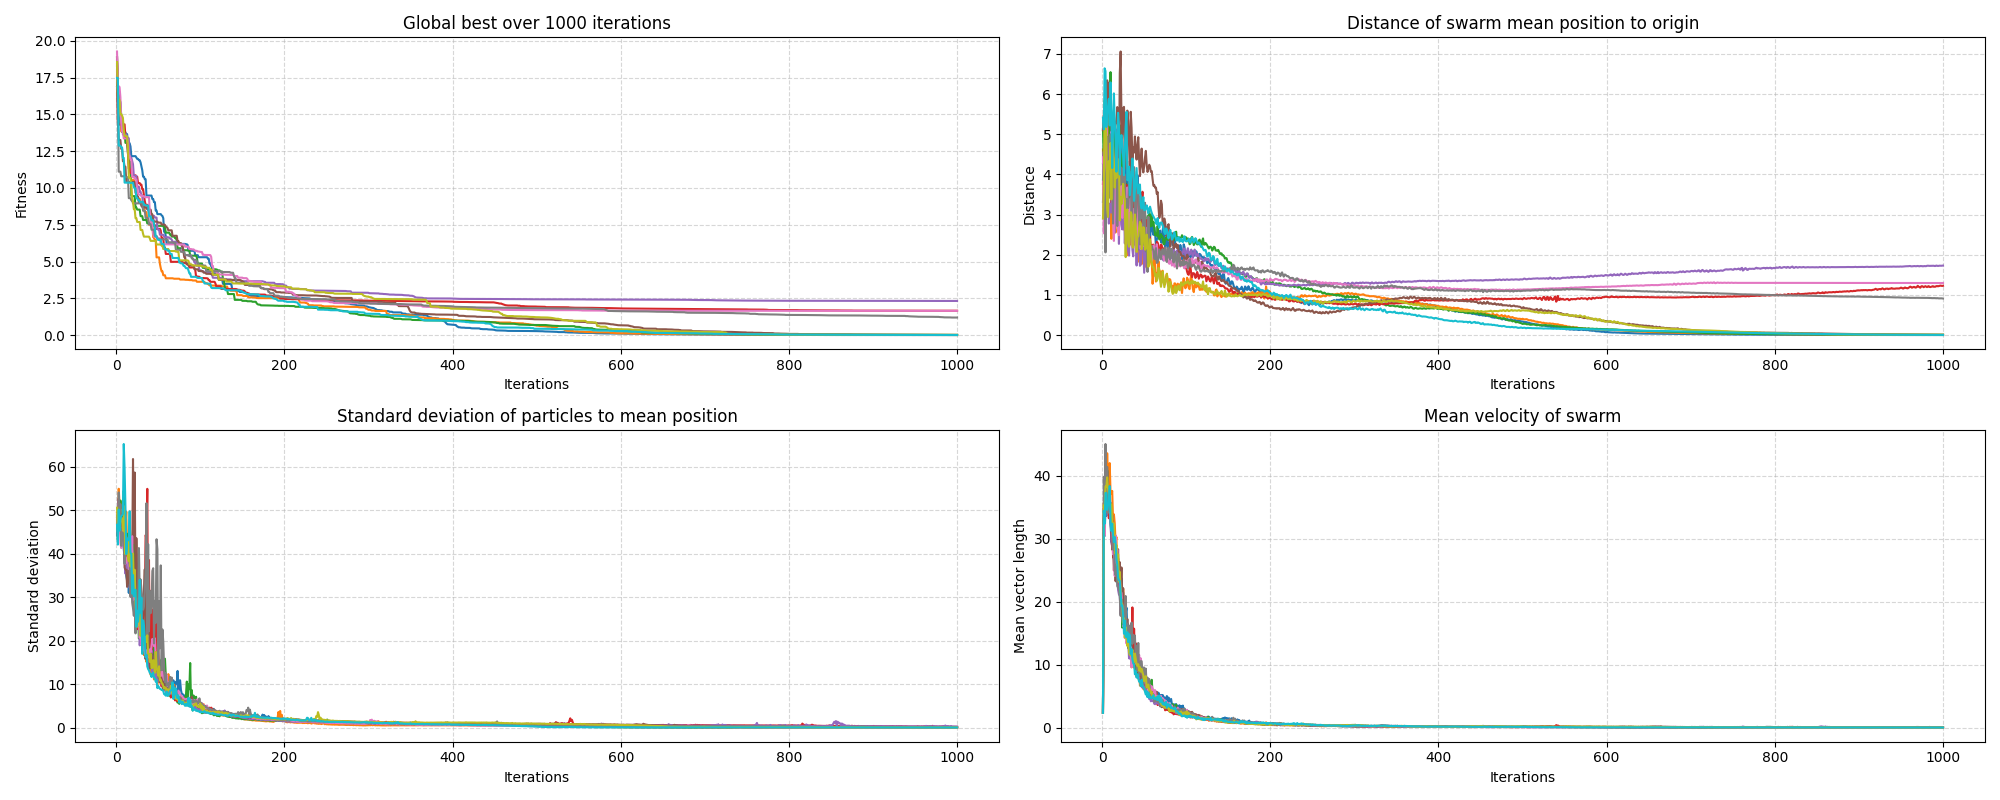 Global best over 1000 iterations
Fitness
20.0
17.5
15.0
12.5
10.0
7.5
5.0
2.5
0.0
0 200 400 600 800 1000
Iterations
Distance of swarm mean position to origin
Distance
7
6
5
4
3
2
1
0
0 200 400 600 800 1000
Iterations
Standard deviation of particles to mean position
Standard deviation
60
50
40
30
20
10
0
0 200 400 600 800 1000
Iterations
Mean velocity of swarm
Mean vector length
40
30
20
10
0
0 200 400 600 800 1000
Iterations